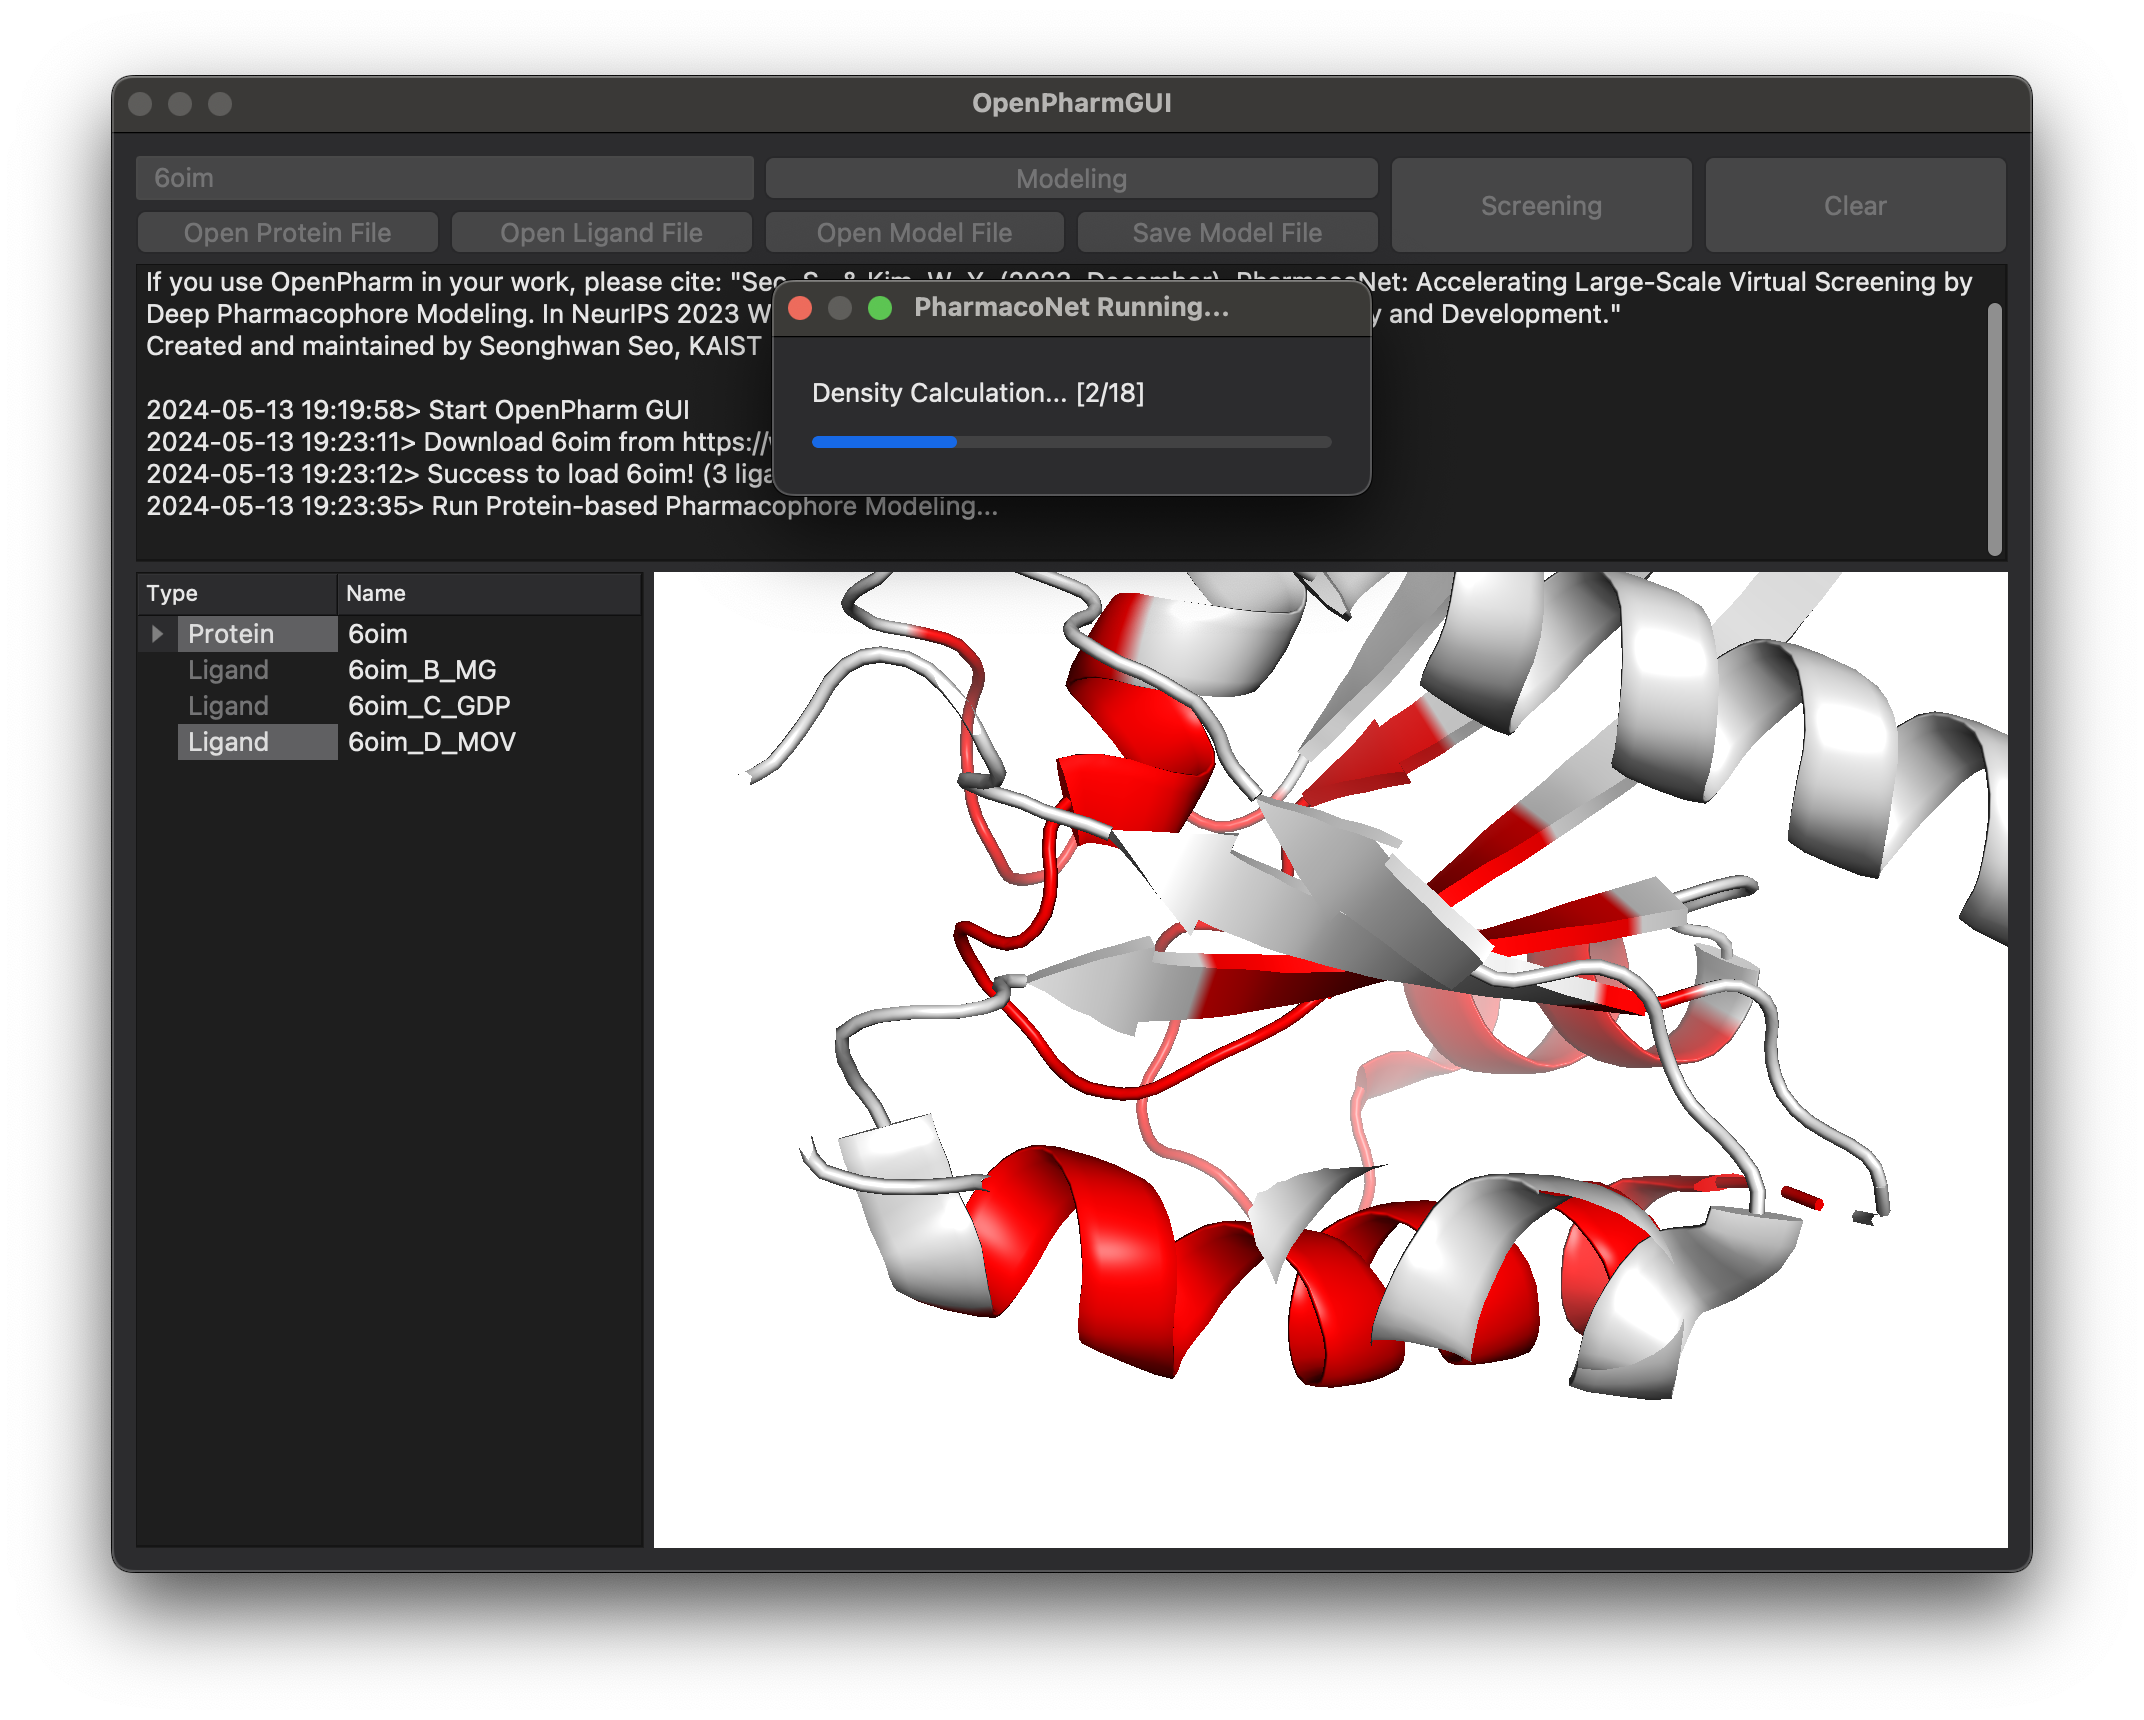 OpenPharmGUI
6oim
Modeling
Screening
Clear
Open Protein File
Open Ligand File
Open Model File
Save Model File
If you use OpenPharm in your work, please cite: "Seo, S., & Kim, W. Y. (2023, December). PharmacoNet: Accelerating Large-Scale Virtual Screening by
Deep Pharmacophore Modeling. In NeurIPS 2023 W y and Development."
Created and maintained by Seonghwan Seo, KAIST
2024-05-13 19:19:58> Start OpenPharm GUI
2024-05-13 19:23:11> Download 6oim from https://
2024-05-13 19:23:12> Success to load 6oim! (3 liga
2024-05-13 19:23:35> Run Protein-based Pharmacophore Modeling...
PharmacoNet Running...
Density Calculation... [2/18]
Type Name
Protein 6oim
Ligand 6oim_B_MG
Ligand 6oim_C_GDP
Ligand 6oim_D_MOV